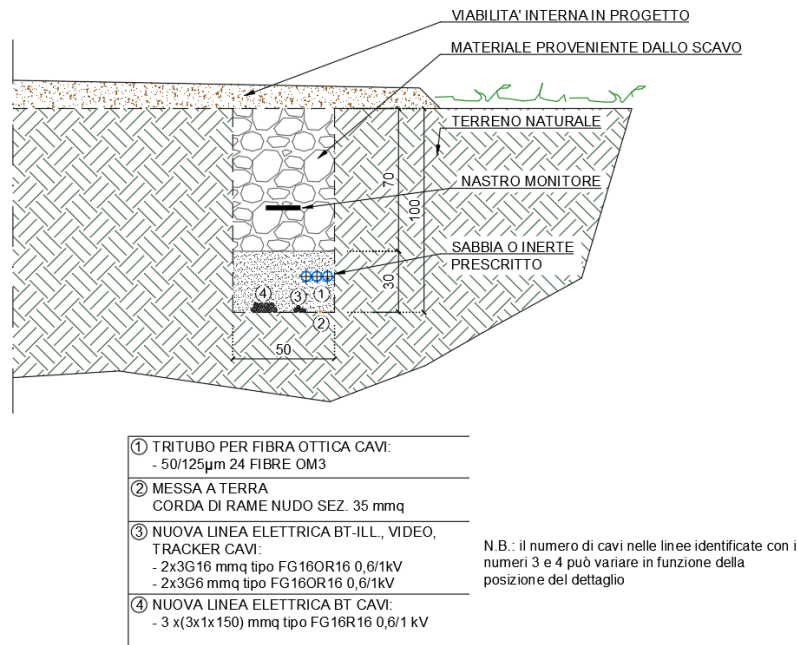 VIABILITA' INTERNA IN PROGETTO
MATERIALE PROVENIENTE DALLO SCAVO
TERRENO NATURALE
NASTRO MONITORE
SABBIA O INERTE
PRESCRITTO
70
100
30
50
4
3
1
2
1 TRITUBO PER FIBRA OTTICA CAVI:
- 50/125µm 24 FIBRE OM3
2 MESSA A TERRA
CORDA DI RAME NUDO SEZ. 35 mmq
3 NUOVA LINEA ELETTRICA BT-ILL., VIDEO,
TRACKER CAVI:
- 2x3G16 mmq tipo FG16OR16 0,6/1kV
- 2x3G6 mmq tipo FG16OR16 0,6/1kV
4 NUOVA LINEA ELETTRICA BT CAVI:
- 3 x(3x1x150) mmq tipo FG16R16 0,6/1 kV
N.B.: il numero di cavi nelle linee identificate con i
numeri 3 e 4 può variare in funzione della
posizione del dettaglio